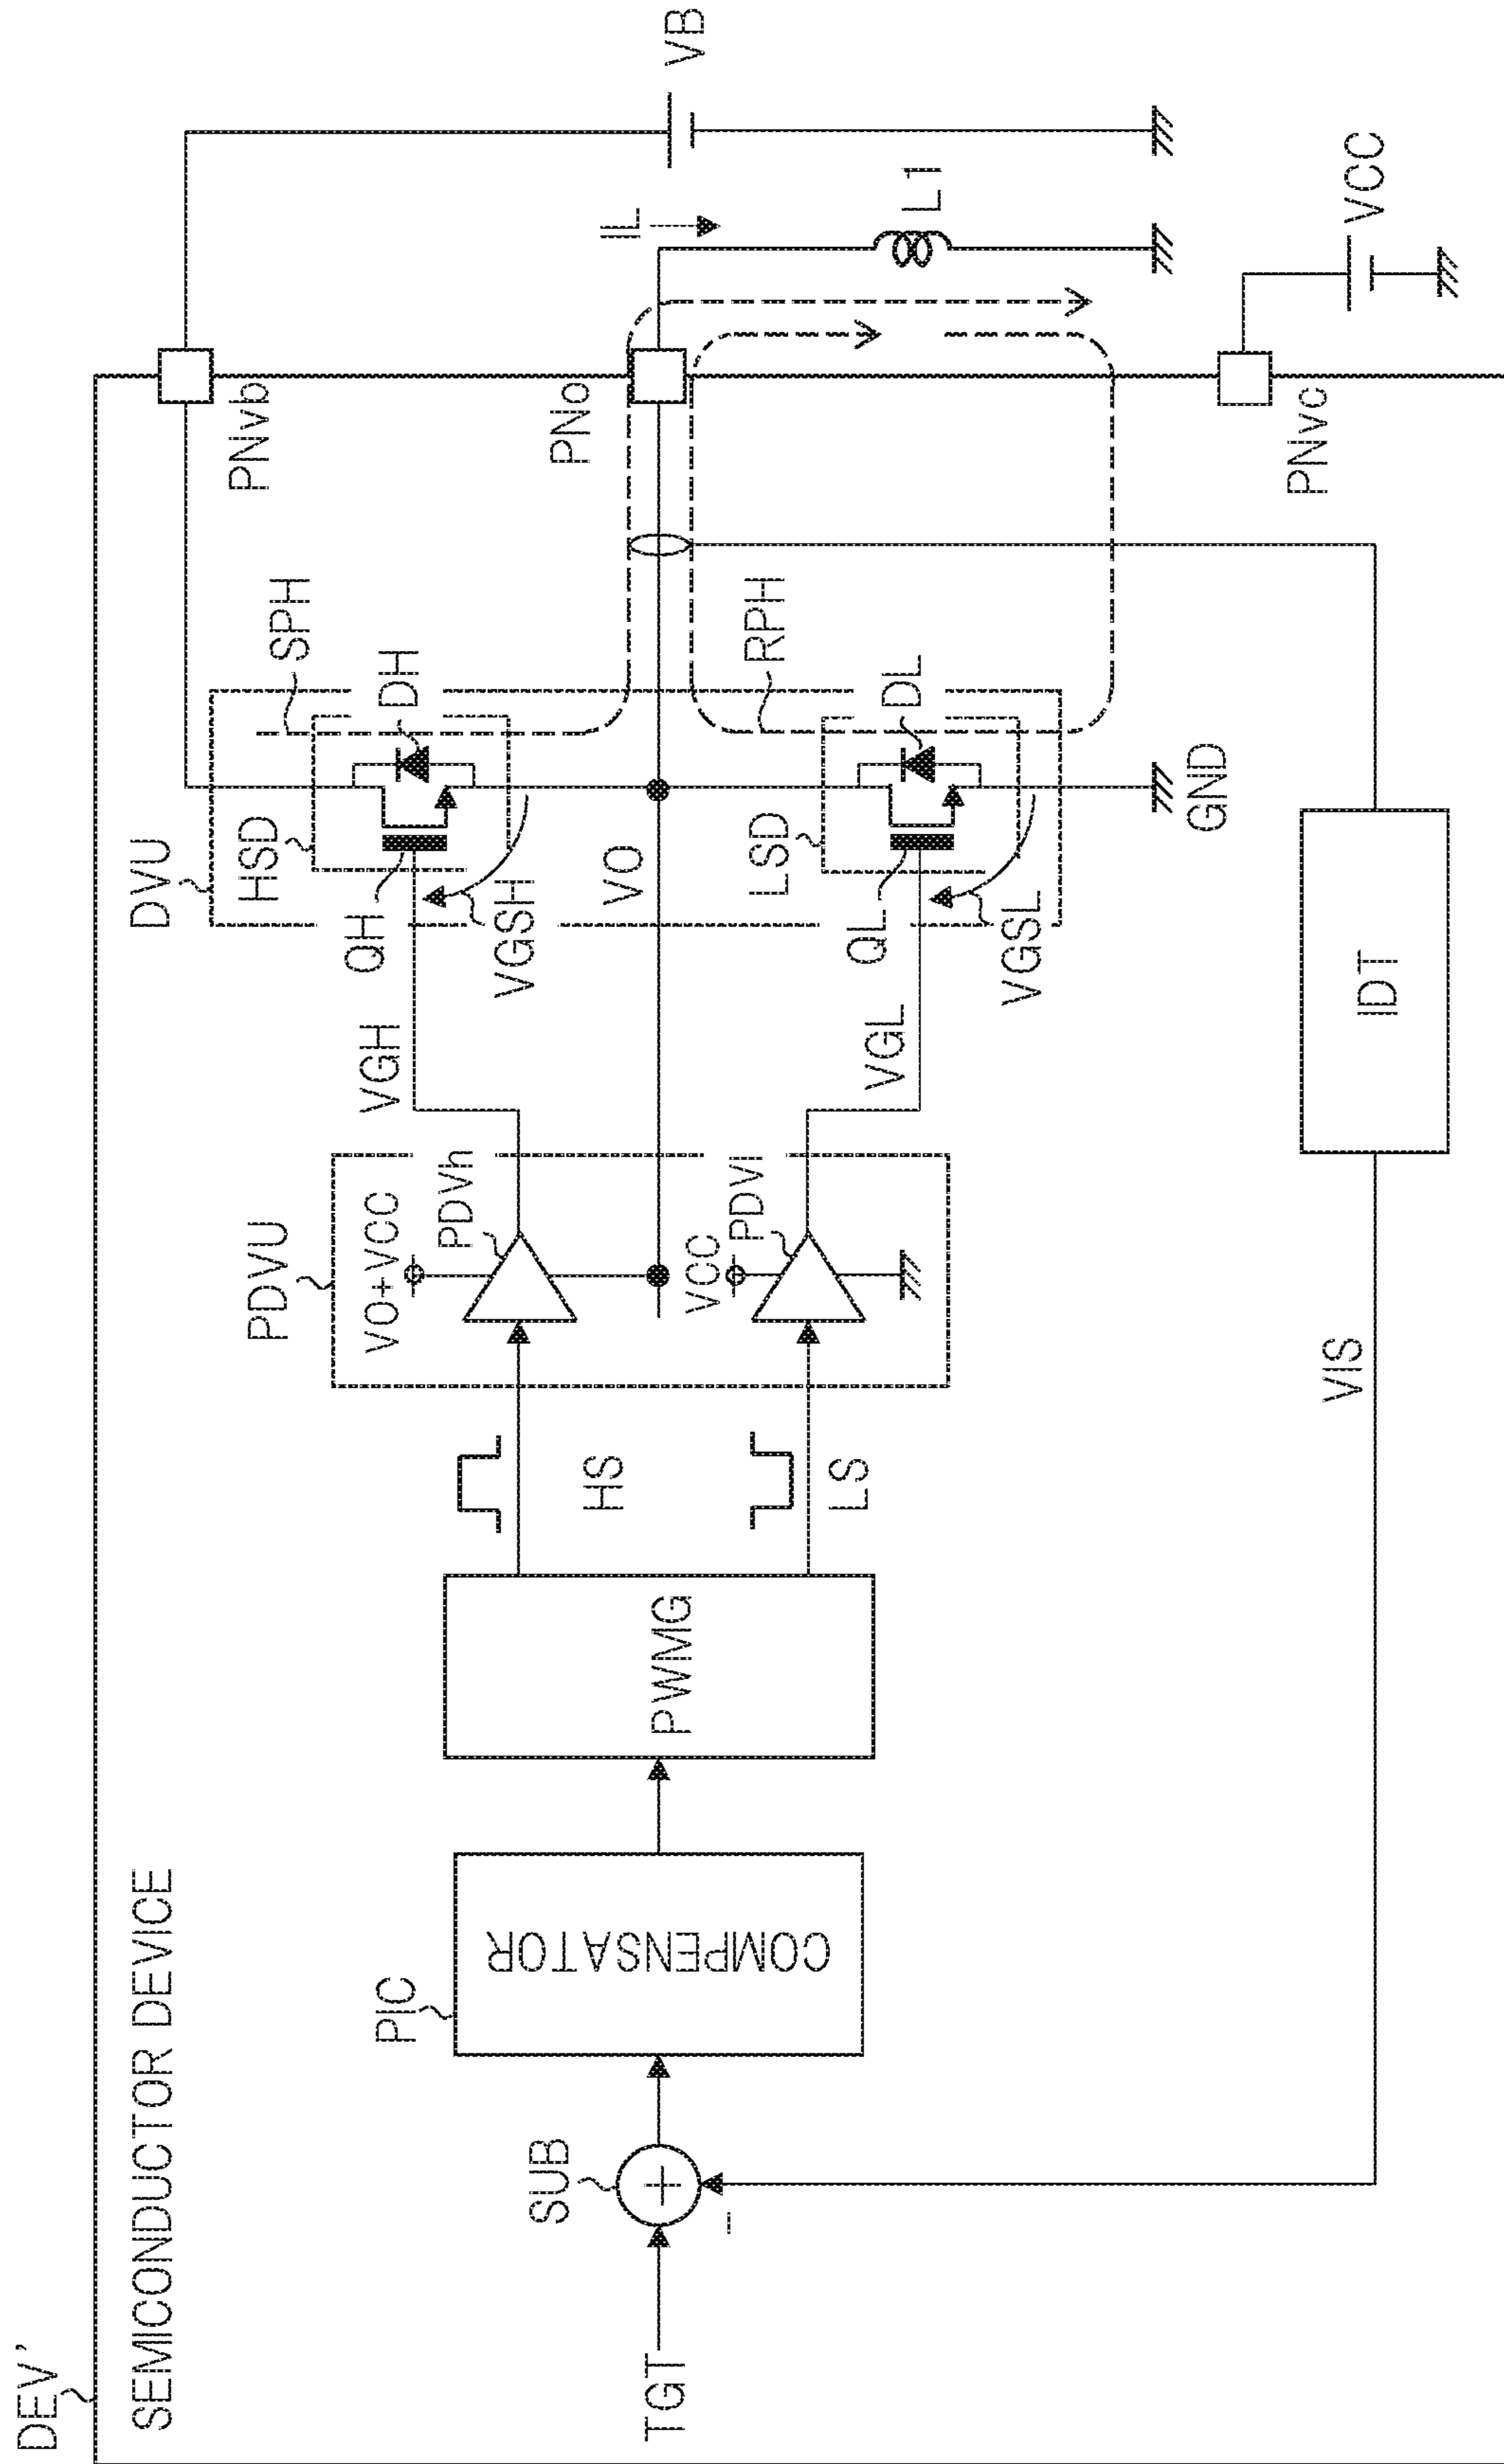 DEV'
SEMICONDUCTOR DEVICE
TGT
SUB
+
−
PIC
COMPENSATOR
PWMG
HS
LS
PDVU
VO+VCC
PDVh
VCC
PDVl
VGH
VGL
DVU
HSD
QH
VGSH
DH
SPH
VO
LSD
QL
VGSL
DL
RPH
GND
IDT
VIS
PNvb
PNo
PNvc
IL
L1
VB
VCC